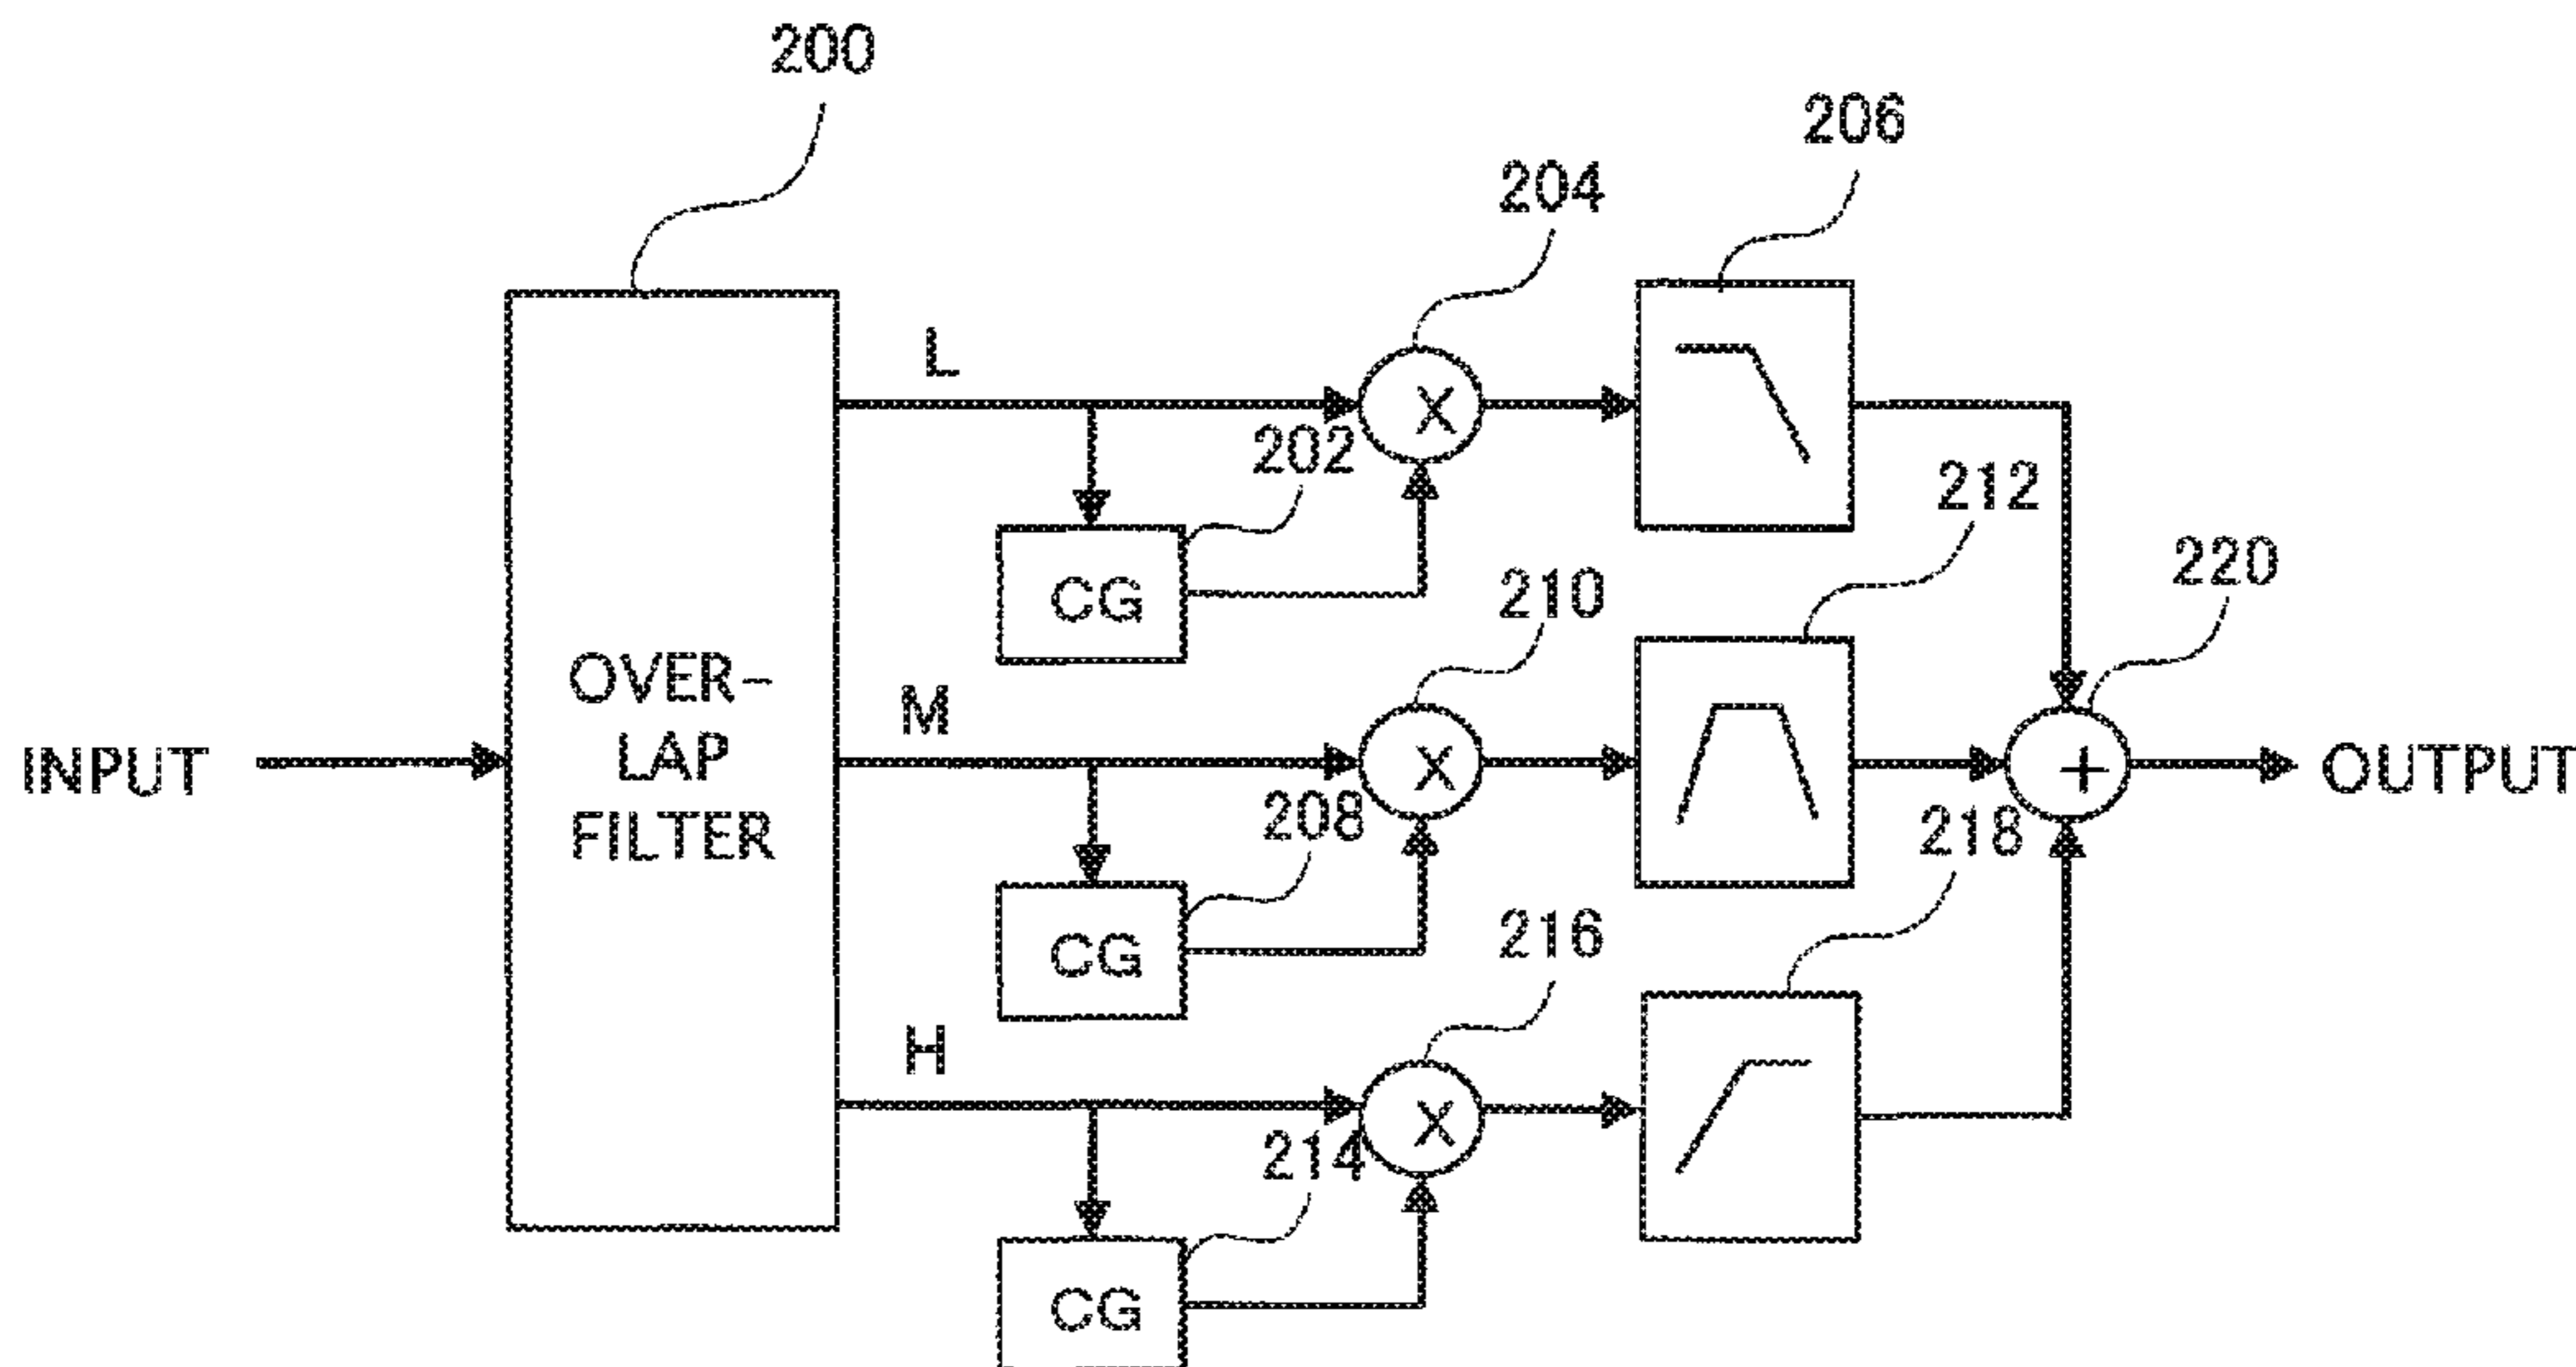 200
206
204
L
202
212
CG
220
210
OVER-
LAP
FILTER
M
X
INPUT
X
+
OUTPUT
208
218
CG
216
H
X
214
CG